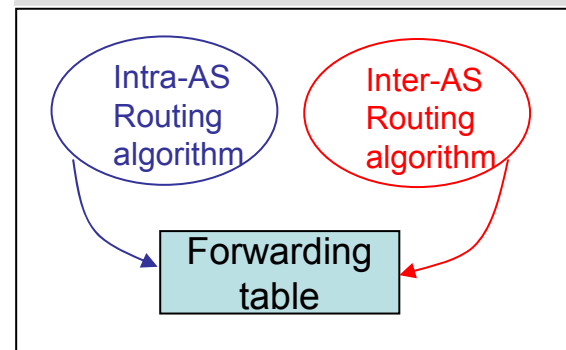 Intra-AS
Routing
algorithm
Inter-AS
Routing
algorithm
Forwarding
table